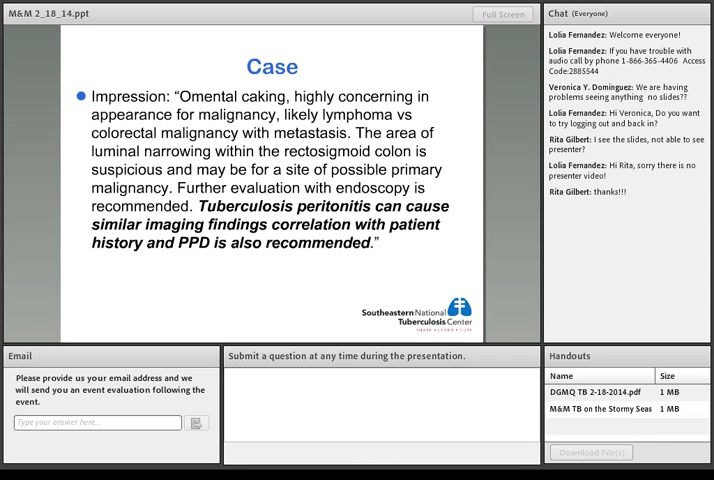 M&M 2_18_14.ppt
Full Screen
Case
Impression: “Omental caking, highly concerning in
appearance for malignancy, likely lymphoma vs
colorectal malignancy with metastasis. The area of
luminal narrowing within the rectosigmoid colon is
suspicious and may be for a site of possible primary
malignancy. Further evaluation with endoscopy is
recommended. Tuberculosis peritonitis can cause
similar imaging findings correlation with patient
history and PPD is also recommended.”
Southeastern National
Tuberculosis Center
SHARE • LEARN • CURE
Chat (Everyone)
Lolia Fernandez: Welcome everyone!
Lolia Fernandez: If you have trouble with
audio call by phone 1-866-365-4406 Access
Code:2885544
Veronica Y. Dominguez: We are having
problems seeing anything no slides??
Lolia Fernandez: Hi Veronica, Do you want
to try logging out and back in?
Rita Gilbert: I see the slides, not able to see
presenter?
Lolia Fernandez: Hi Rita, sorry there is no
presenter video!
Rita Gilbert: thanks!!!
Email
Please provide us your email address and we
will send you an event evaluation following the
event.
Type your answer here...
Submit a question at any time during the presentation.
Handouts
Name Size
DGMQ TB 2-18-2014.pdf 1 MB
M&M TB on the Stormy Seas 1 MB
Download File(s)